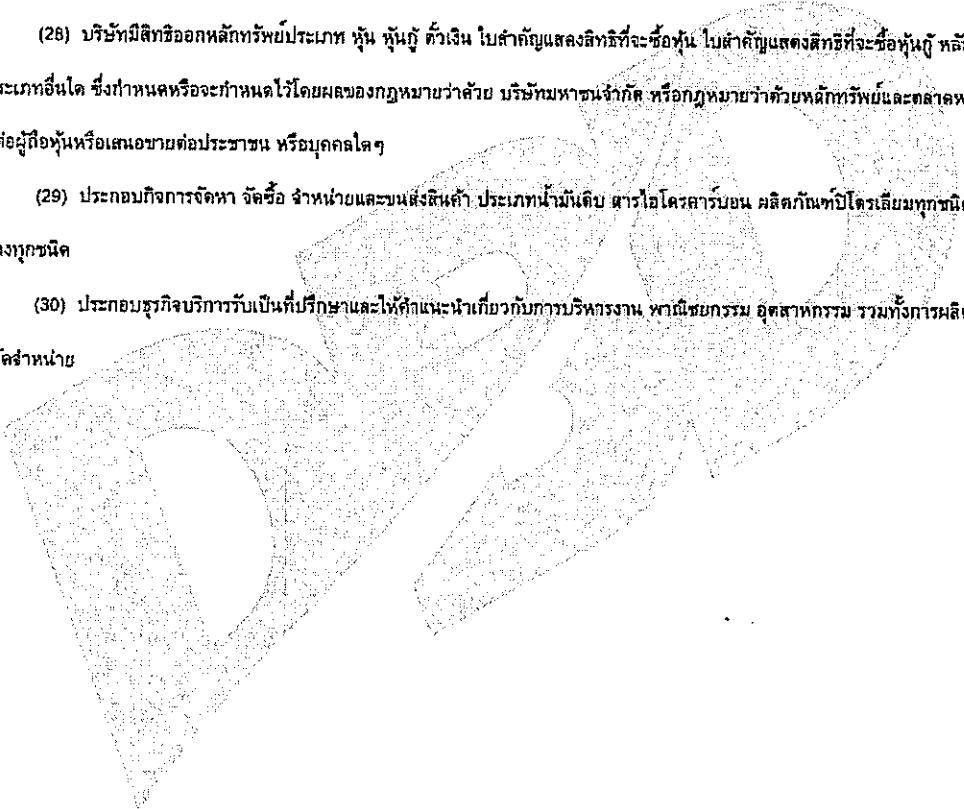 (28) บริษัทมีสิทธิออกหลักทรัพย์ประเภท หุ้น หุ้นกู้ ตั๋วเงิน ใบสำคัญแสดงสิทธิที่จะซื้อหุ้น ใบสำคัญแสดงสิทธิที่จะซื้อหุ้นกู้ หลั
ระเภทอื่นใด ซึ่งกำหนดหรือจะกำหนดไว้โดยผลของกฎหมายว่าด้วย บริษัทมหาชนจำกัด หรือกฎหมายว่าด้วยหลักทรัพย์และตลาดห
ต่อผู้ถือหุ้นหรือเสนอขายต่อประชาชน หรือบุคคลใดๆ
(29) ประกอบกิจการจัดหา จัดซื้อ จำหน่ายและขนส่งสินค้า ประเภทน้ำมันดิบ สารไฮโดรคาร์บอน ผลิตภัณฑ์ปิโตรเลียมทุกชนิด
งทุกชนิด
(30) ประกอบธุรกิจบริการรับเป็นที่ปรึกษาและให้คำแนะนำเกี่ยวกับการบริหารงาน พาณิชยกรรม อุตสาหกรรม รวมทั้งการผลิต
ัดจำหน่าย